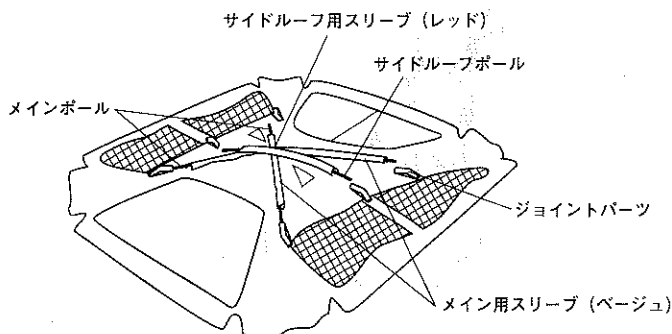 サイドルーフ用スリーブ（レッド）
サイドルーフポール
メインポール
ジョイントパーツ
メイン用スリーブ（ベージュ）